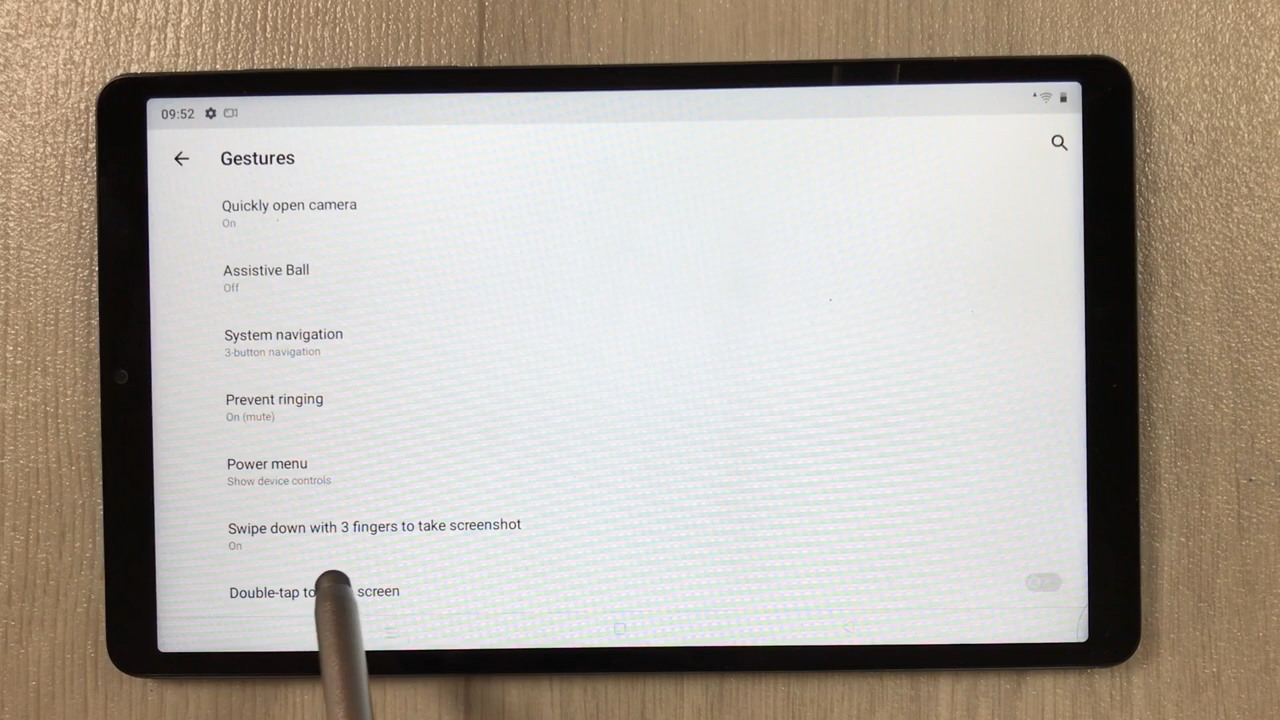 09:52
Gestures
Quickly open camera
On
Assistive Ball
Off
System navigation
3-button navigation
Prevent ringing
On (mute)
Power menu
Show device controls
Swipe down with 3 fingers to take screenshot
On
Double-tap to screen